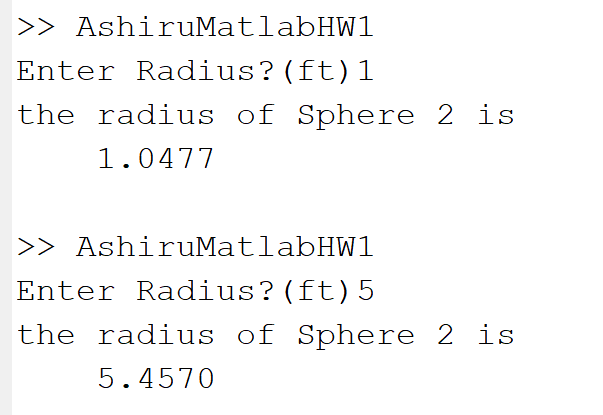 >> AshiruMatlabHW1
Enter Radius?(ft)1
the radius of Sphere 2 is
1.0477
>> AshiruMatlabHW1
Enter Radius?(ft)5
the radius of Sphere 2 is
5.4570